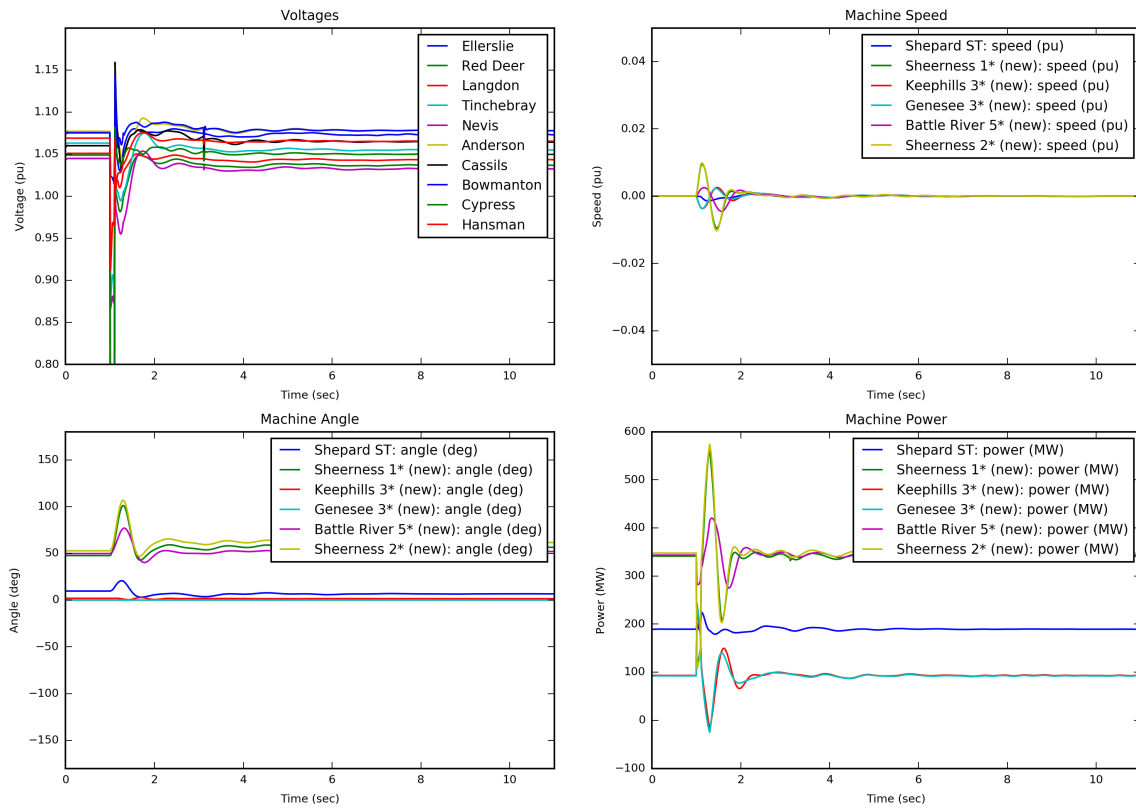 Voltages
1.15
1.10
1.05
1.00
0.95
0.90
0.85
0.80
Voltage (pu)
0 2 4 6 8 10
Time (sec)
Ellerslie
Red Deer
Langdon
Tinchebray
Nevis
Anderson
Cassils
Bowmanton
Cypress
Hansman
Machine Speed
0.04
0.02
0.00
−0.02
−0.04
Speed (pu)
0 2 4 6 8 10
Time (sec)
Shepard ST: speed (pu)
Sheerness 1* (new): speed (pu)
Keephills 3* (new): speed (pu)
Genesee 3* (new): speed (pu)
Battle River 5* (new): speed (pu)
Sheerness 2* (new): speed (pu)
Machine Angle
150
100
50
0
−50
−100
−150
Angle (deg)
0 2 4 6 8 10
Time (sec)
Shepard ST: angle (deg)
Sheerness 1* (new): angle (deg)
Keephills 3* (new): angle (deg)
Genesee 3* (new): angle (deg)
Battle River 5* (new): angle (deg)
Sheerness 2* (new): angle (deg)
Machine Power
600
500
400
300
200
100
0
−100
Power (MW)
0 2 4 6 8 10
Time (sec)
Shepard ST: power (MW)
Sheerness 1* (new): power (MW)
Keephills 3* (new): power (MW)
Genesee 3* (new): power (MW)
Battle River 5* (new): power (MW)
Sheerness 2* (new): power (MW)